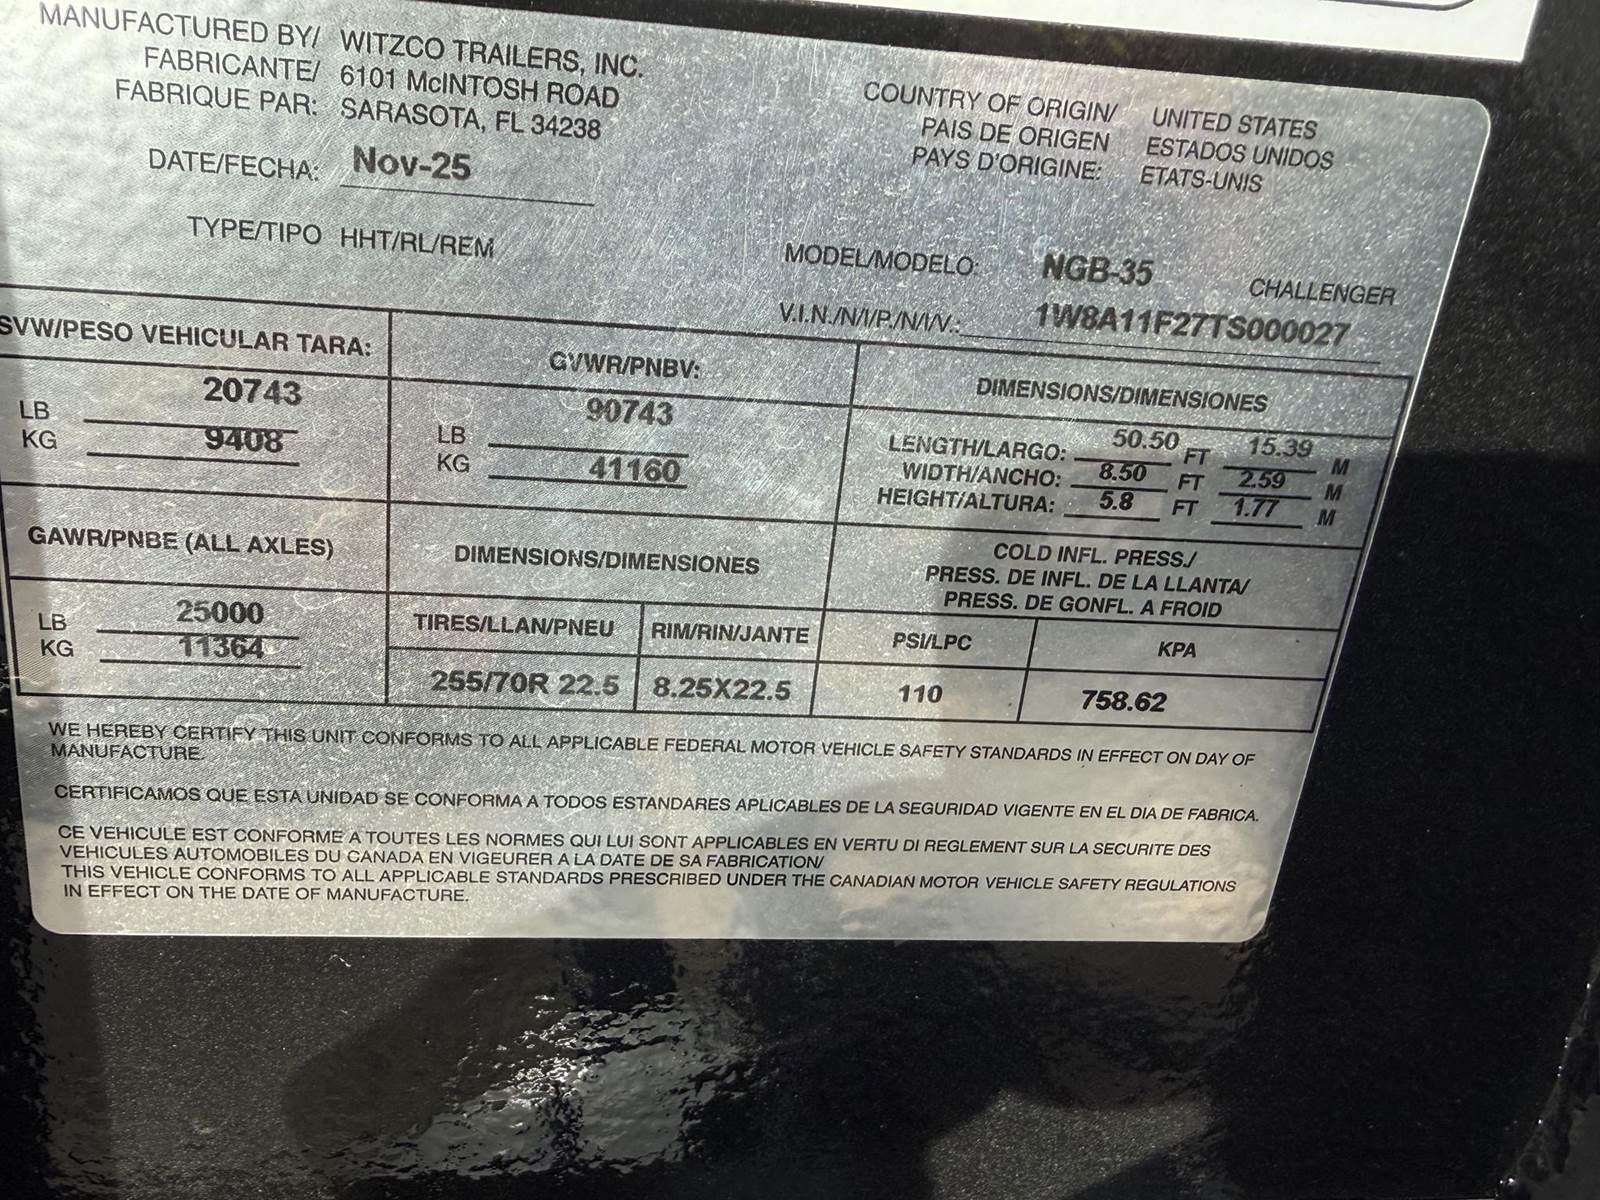 MANUFACTURED BY/ WITZCO TRAILERS, INC.
FABRICANTE/ 6101 McINTOSH ROAD
FABRIQUE PAR: SARASOTA, FL 34238
COUNTRY OF ORIGIN/ UNITED STATES
PAIS DE ORIGEN ESTADOS UNIDOS
PAYS D'ORIGINE: ETATS-UNIS
DATE/FECHA: Nov-25
TYPE/TIPO HHT/RL/REM
MODEL/MODELO: NGB-35 CHALLENGER
V.I.N./N/I/P./N/I/V.: 1W8A11F27TS000027
SVW/PESO VEHICULAR TARA:
LB 20743
KG 9408
GVWR/PNBV:
LB 90743
KG 41160
DIMENSIONS/DIMENSIONES
LENGTH/LARGO: 50.50 FT 15.39 M
WIDTH/ANCHO: 8.50 FT 2.59 M
HEIGHT/ALTURA: 5.8 FT 1.77 M
GAWR/PNBE (ALL AXLES)
LB 25000
KG 11364
DIMENSIONS/DIMENSIONES
TIRES/LLAN/PNEU RIM/RIN/JANTE
255/70R 22.5 8.25X22.5
COLD INFL. PRESS./
PRESS. DE INFL. DE LA LLANTA/
PRESS. DE GONFL. A FROID
PSI/LPC KPA
110 758.62
WE HEREBY CERTIFY THIS UNIT CONFORMS TO ALL APPLICABLE FEDERAL MOTOR VEHICLE SAFETY STANDARDS IN EFFECT ON DAY OF
MANUFACTURE.
CERTIFICAMOS QUE ESTA UNIDAD SE CONFORMA A TODOS ESTANDARES APLICABLES DE LA SEGURIDAD VIGENTE EN EL DIA DE FABRICA.
CE VEHICULE EST CONFORME A TOUTES LES NORMES QUI LUI SONT APPLICABLES EN VERTU DI REGLEMENT SUR LA SECURITE DES
VEHICULES AUTOMOBILES DU CANADA EN VIGEURER A LA DATE DE SA FABRICATION/
THIS VEHICLE CONFORMS TO ALL APPLICABLE STANDARDS PRESCRIBED UNDER THE CANADIAN MOTOR VEHICLE SAFETY REGULATIONS
IN EFFECT ON THE DATE OF MANUFACTURE.